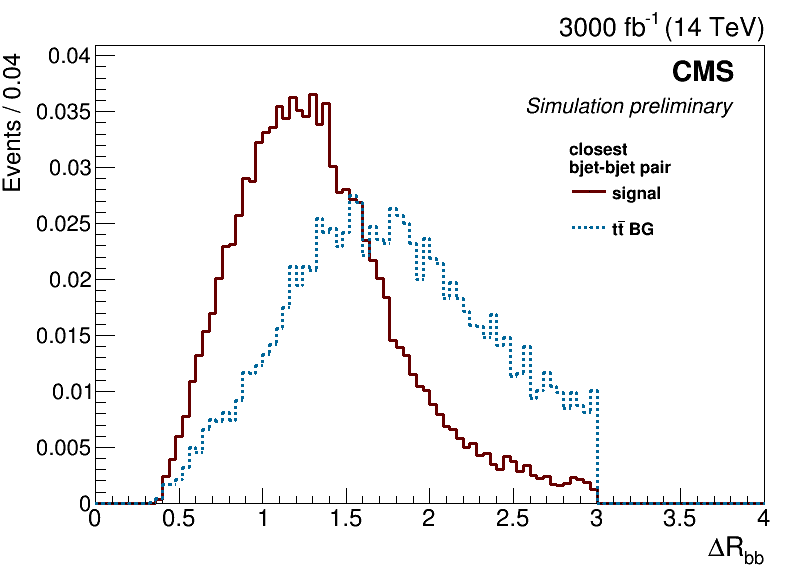 3000 fb⁻¹ (14 TeV)
Events / 0.04
0.04
0.035
0.03
0.025
0.02
0.015
0.01
0.005
0
CMS
Simulation preliminary
closest
bjet-bjet pair
signal
tt̄ BG
0 0.5 1 1.5 2 2.5 3 3.5 4
ΔR_bb